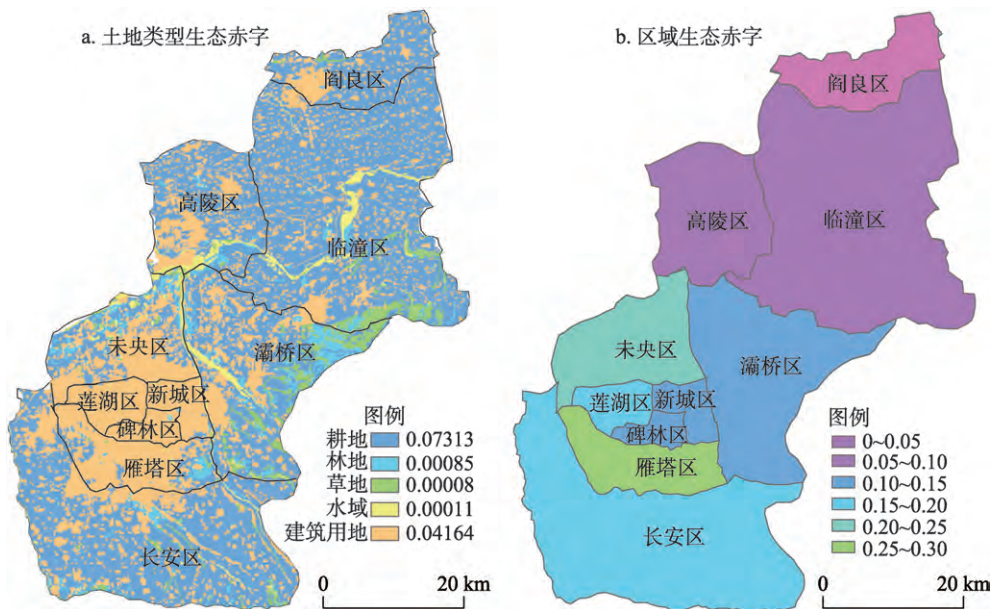 a. 土地类型生态赤字
阎良区
高陵区
临潼区
未央区
灞桥区
莲湖区
新城区
碑林区
雁塔区
长安区
图例
耕地 0.07313
林地 0.00085
草地 0.00008
水域 0.00011
建筑用地 0.04164
0 20 km
b. 区域生态赤字
阎良区
高陵区
临潼区
未央区
灞桥区
莲湖区
新城区
碑林区
雁塔区
长安区
图例
0~0.05
0.05~0.10
0.10~0.15
0.15~0.20
0.20~0.25
0.25~0.30
0 20 km